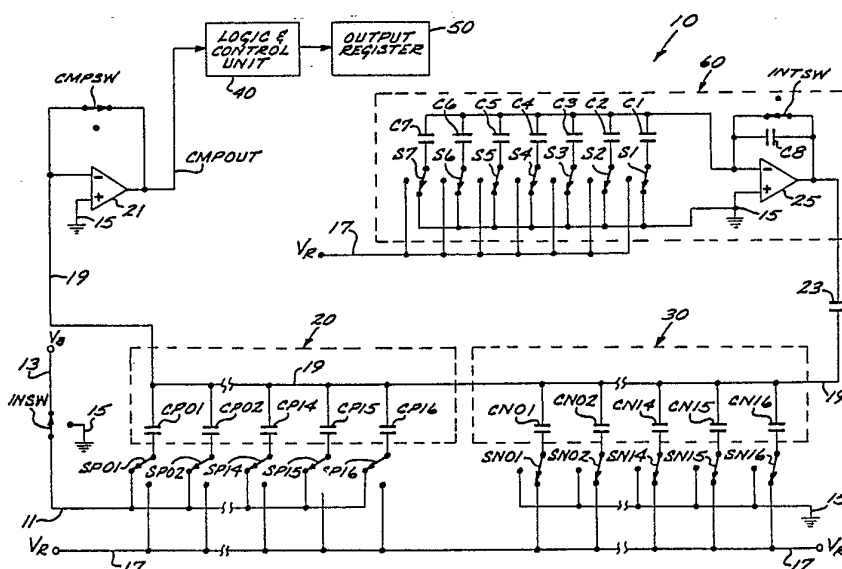 CMPSW
LOGIC &
CONTROL
UNIT
40
OUTPUT
REGISTER
50
10
60
INTSW
C7
C6
C5
C4
C3
C2
C1
C8
S7
S6
S5
S4
S3
S2
S1
CMPOUT
-
+
21
15
-
+
25
15
17
VR
19
23
20
30
VB
13
19
19
INSW
15
CP01
CP02
CP14
CP15
CP16
CN01
CN02
CN14
CN15
CN16
SP01
SP02
SP14
SP15
SP16
SN01
SN02
SN14
SN15
SN16
11
15
VR
17
17
VR